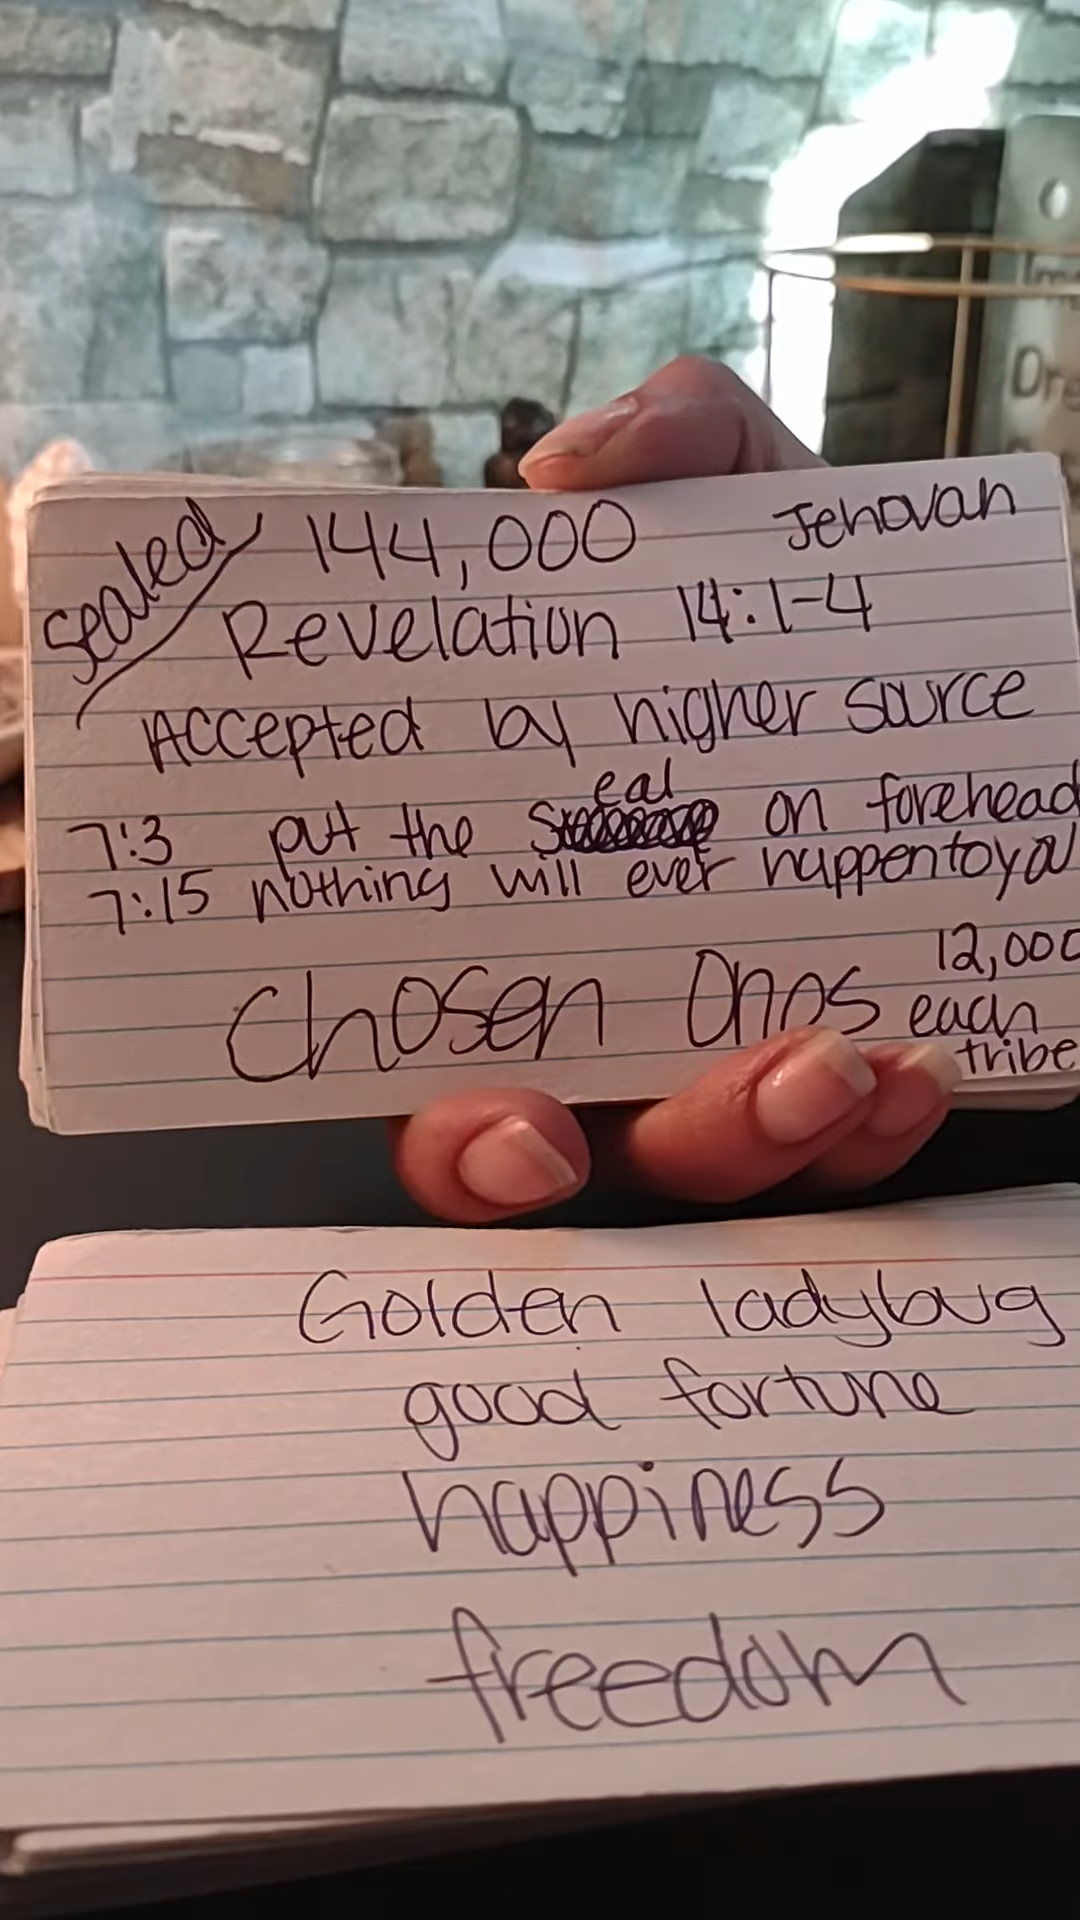 sealed
144,000 Jehovah
Revelation 14:1-4
Accepted by higher source
eal
7:3 put the S on forehead
7:15 nothing will ever happen to you
Chosen Ones
12,000
each
tribe
Golden ladybug
good fortune
happiness
freedom